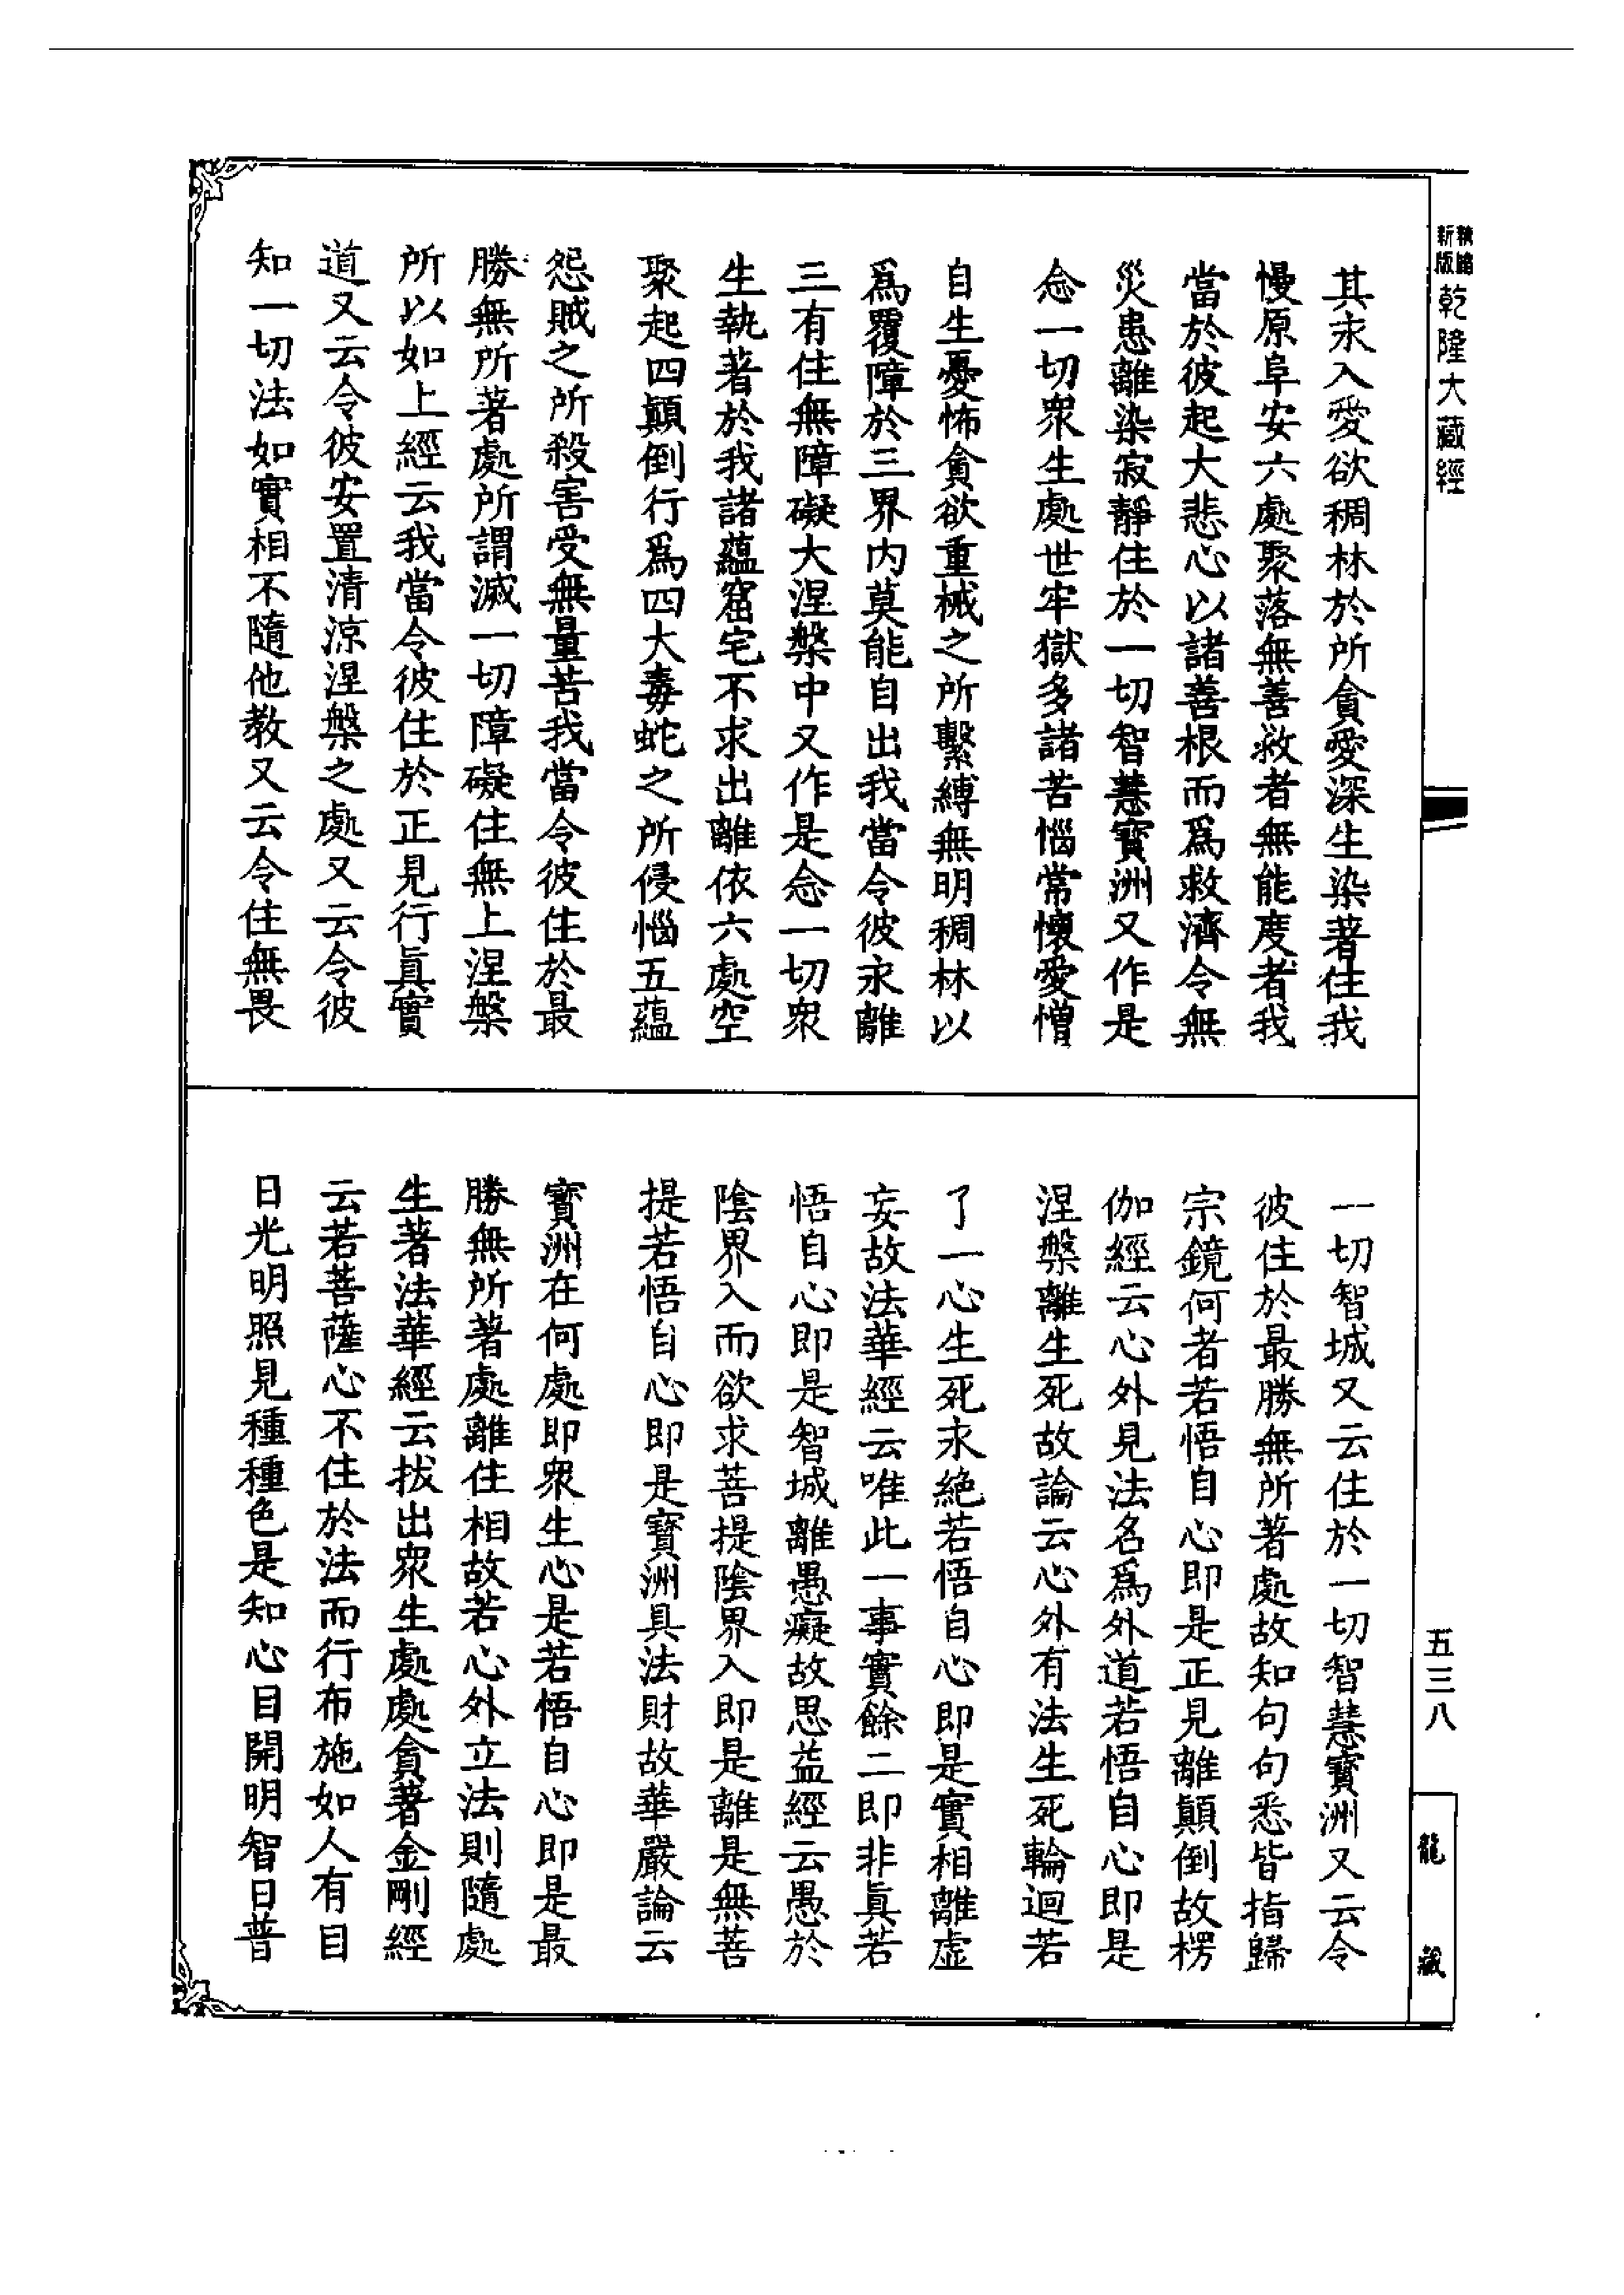 新版
乾隆大藏經
其永入愛欲稠林於所貪愛深生染著住我
慢原阜安六處聚落無善救者無能度者我
當於彼起大悲心以諸善根而爲救濟令無
災患離染寂靜住於一切智慧寶洲又作是
念一切衆生處世牢獄多諸苦惱常懷愛憎
自生憂怖貪欲重械之所繫縛無明稠林以
爲覆障於三界内莫能自出我當令彼永離
三有住無障礙大涅槃中又作是念一切衆
生執著於我諸蘊窟宅不求出離依六處空
聚起四顚倒行爲四大毒蛇之所侵惱五蘊
怨賊之所殺害受無量苦我當令彼住於最
勝無所著處所謂滅一切障礙住無上涅槃
所以如上經云我當令彼住於正見行眞實
道又云令彼安置清涼涅槃之處又云令彼
知一切法如實相不隨他教又云令住無畏
一切智城又云住於一切智慧寶洲又云令
彼住於最勝無所著處故知句句悉皆指歸
宗鏡何者若悟自心即是正見離顚倒故楞
伽經云心外見法名爲外道若悟自心即是
涅槃離生死故論云心外有法生死輪迴若
了一心生死永絶若悟自心即是實相離虛
妄故法華經云唯此一事實餘二即非眞若
悟自心即是智城離愚癡故思益經云愚於
陰界入而欲求菩提陰界入即是離是無菩
提若悟自心即是寶洲具法財故華嚴論云
寶洲在何處即衆生心是若悟自心即是最
勝無所著處離住相故若心外立法則隨處
生著法華經云拔出衆生處處貪著金剛經
云若菩薩心不住於法而行布施如人有目
日光明照見種種色是知心目開明智日普
五三八
龍藏